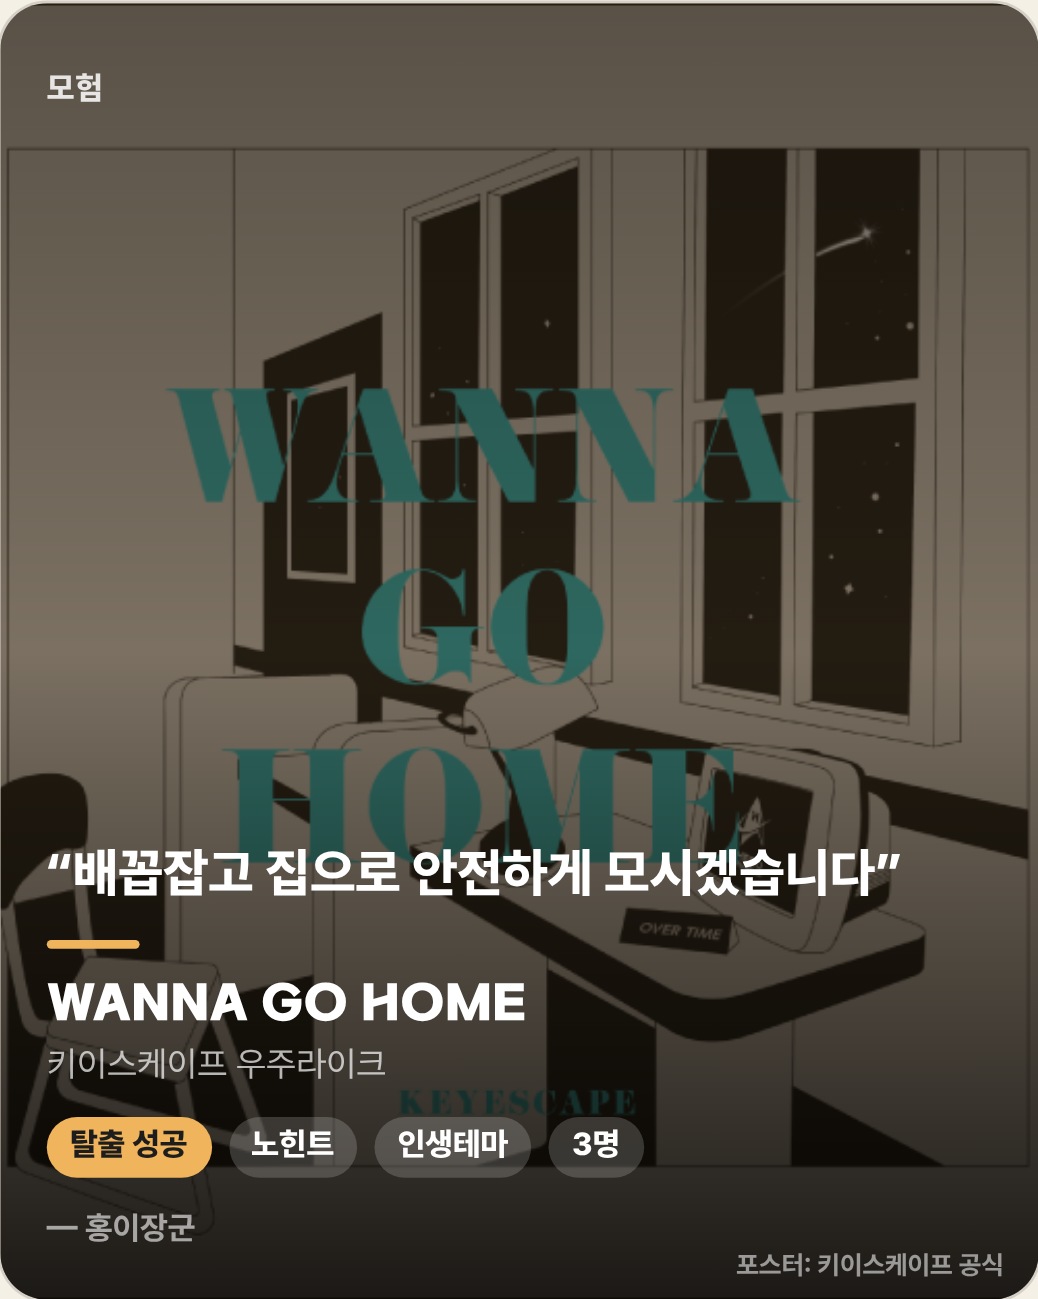 모험
WANNA
GO
HOME
“배꼽잡고 집으로 안전하게 모시겠습니다”
OVER TIME
WANNA GO HOME
키이스케이프 우주라이크
KEYESCAPE
탈출 성공 노힌트 인생테마 3명
— 홍이장군
포스터: 키이스케이프 공식